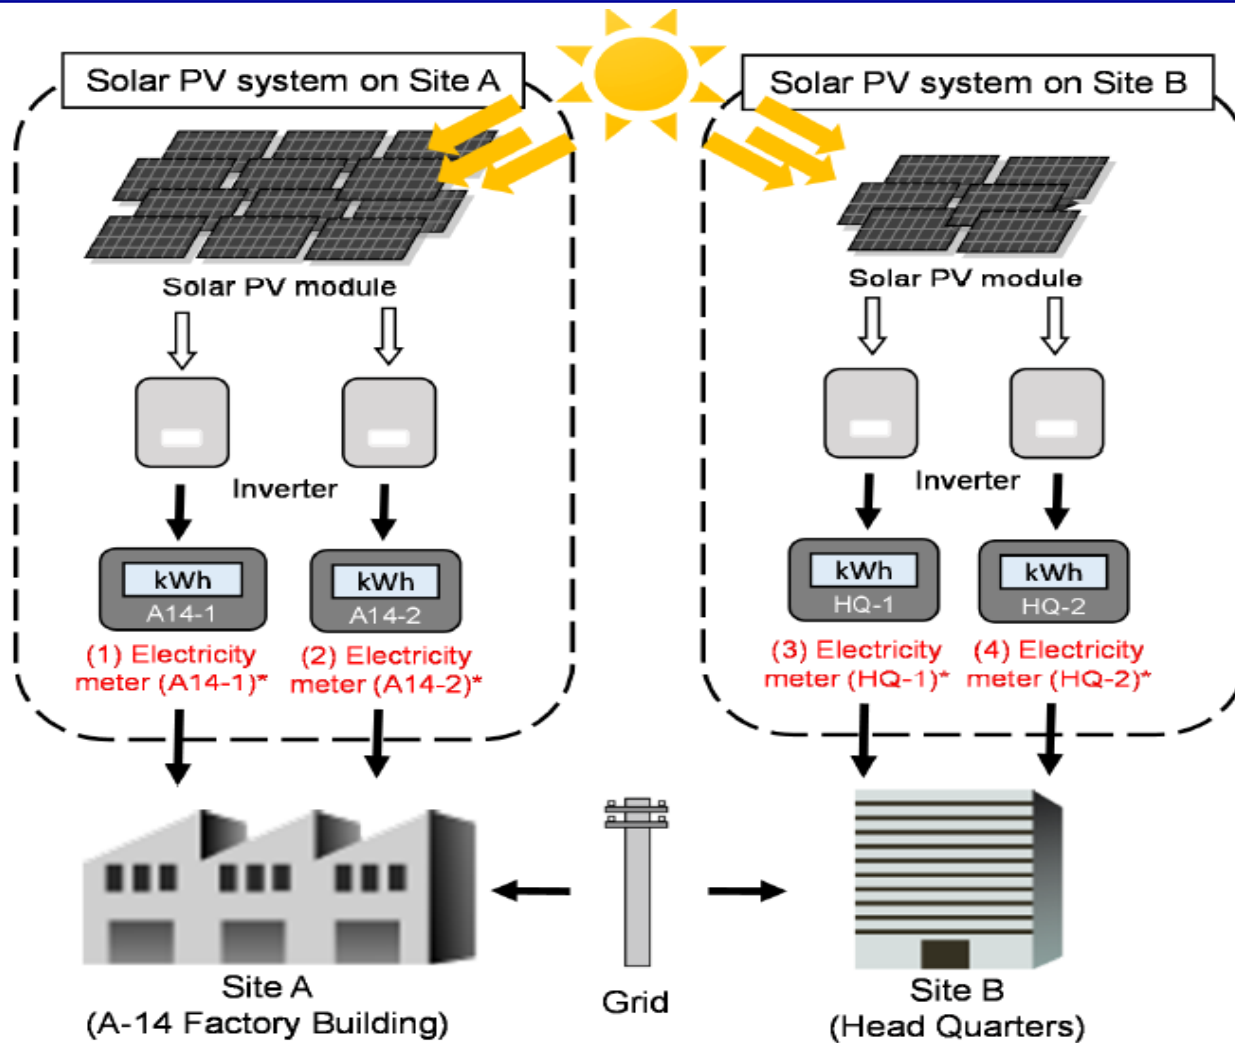 Solar PV system on Site A
Solar PV system on Site B
Solar PV module
Solar PV module
Inverter
Inverter
kWh
A14-1
kWh
A14-2
kWh
HQ-1
kWh
HQ-2
(1) Electricity
meter (A14-1)*
(2) Electricity
meter (A14-2)*
(3) Electricity
meter (HQ-1)*
(4) Electricity
meter (HQ-2)*
Site A
(A-14 Factory Building)
Grid
Site B
(Head Quarters)